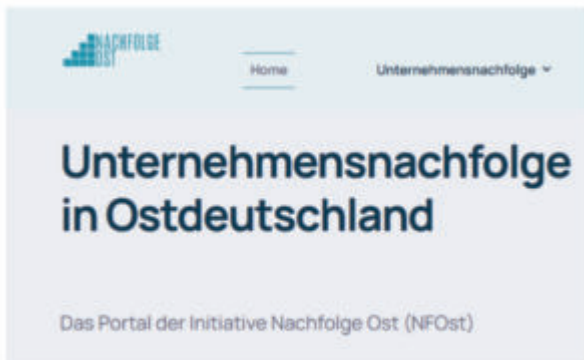 NACHFOLGE
OST
Home
Unternehmensnachfolge
Unternehmensnachfolge
in Ostdeutschland
Das Portal der Initiative Nachfolge Ost (NFOst)